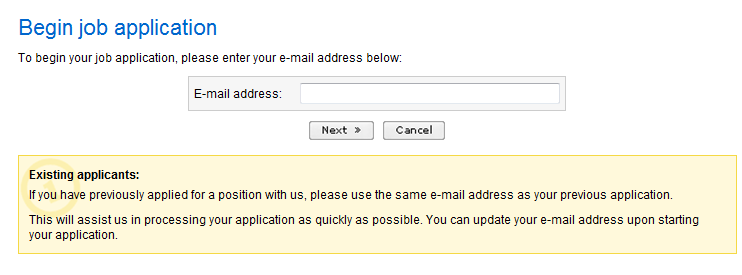 Begin job application
To begin your job application, please enter your e-mail address below:
E-mail address:
Next »
Cancel
Existing applicants:
If you have previously applied for a position with us, please use the same e-mail address as your previous application.
This will assist us in processing your application as quickly as possible. You can update your e-mail address upon starting
your application.